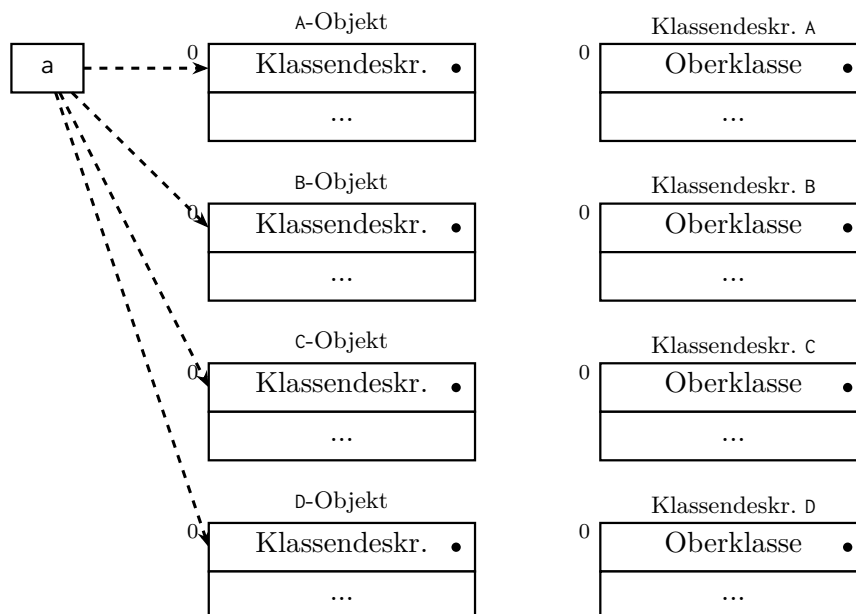 A-Objekt
Klassendeskr. A
a
0
Klassendeskr.
0
Oberklasse
...
...
B-Objekt
Klassendeskr. B
0
Klassendeskr.
0
Oberklasse
...
...
C-Objekt
Klassendeskr. C
0
Klassendeskr.
0
Oberklasse
...
...
D-Objekt
Klassendeskr. D
0
Klassendeskr.
0
Oberklasse
...
...